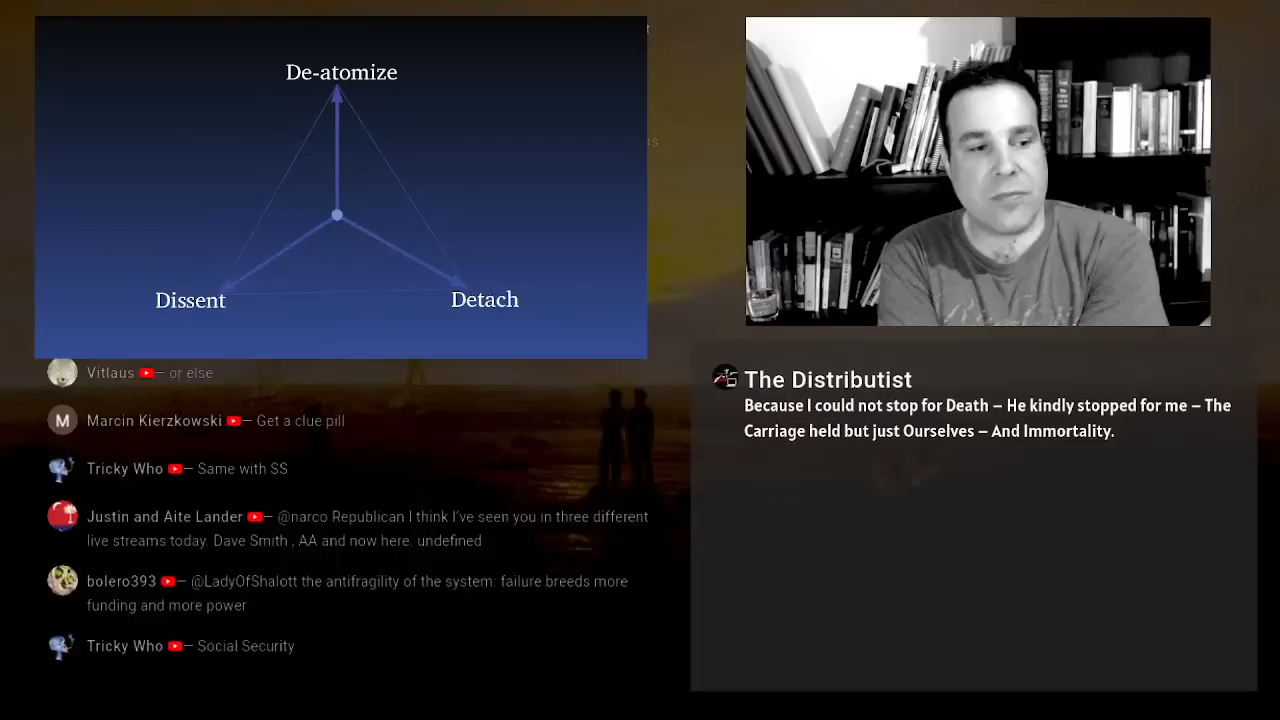 De-atomize
Dissent
Detach
Vitlaus — or else
M
Marcin Kierzkowski — Get a clue pill
Tricky Who — Same with SS
Justin and Aite Lander — @narco Republican I think I've seen you in three different
live streams today. Dave Smith , AA and now here. undefined
bolero393 — @LadyOfShalott the antifragility of the system: failure breeds more
funding and more power
Tricky Who — Social Security
The Distributist
Because I could not stop for Death – He kindly stopped for me – The
Carriage held but just Ourselves – And Immortality.